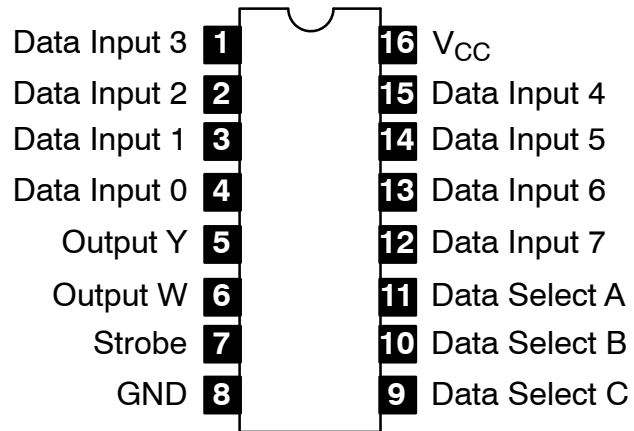 Data Input 3 1 16 VCC
Data Input 2 2 15 Data Input 4
Data Input 1 3 14 Data Input 5
Data Input 0 4 13 Data Input 6
Output Y 5 12 Data Input 7
Output W 6 11 Data Select A
Strobe 7 10 Data Select B
GND 8 9 Data Select C